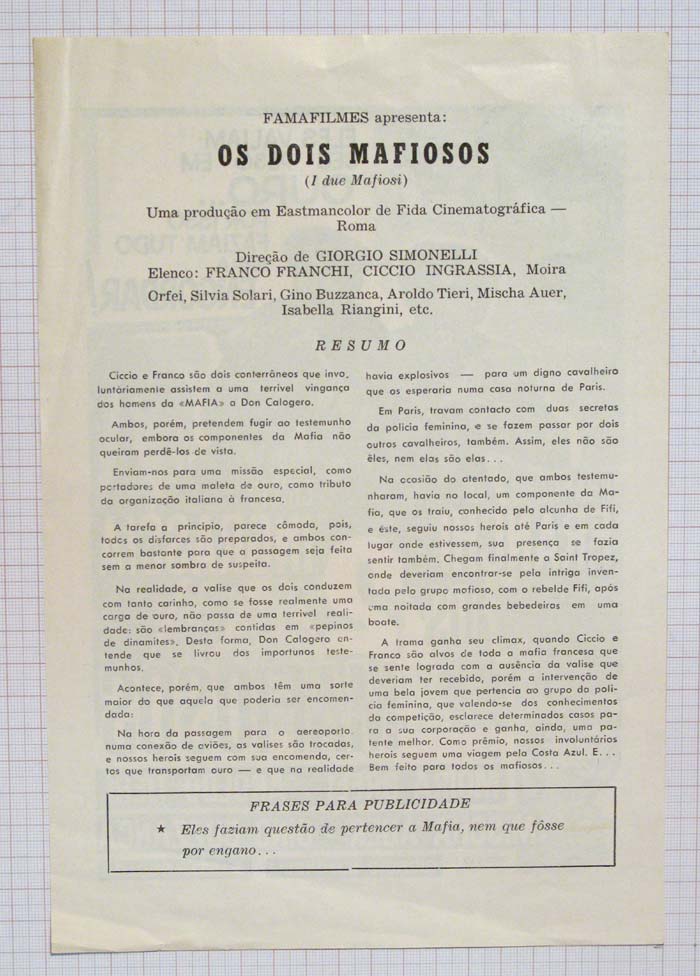 FAMAFILMES apresenta:
OS DOIS MAFIOSOS
(I due Mafiosi)
Uma produção em Eastmancolor de Fida Cinematográfica —
Roma
Direção de GIORGIO SIMONELLI
Elenco: FRANCO FRANCHI, CICCIO INGRASSIA, Moira
Orfei, Silvia Solari, Gino Buzzanca, Aroldo Tieri, Mischa Auer,
Isabella Riangini, etc.
RESUMO
Ciccio e Franco são dois conterrâneos que invo.
luntáriamente assistem a uma terrivel vingança
dos homens da «MAFIA» a Don Calogero.
Ambos, porém, pretendem fugir ao testemunho
ocular, embora os componentes da Mafia não
queiram perdê-los de vista.
Enviam-nos para uma missão especial, como
portadores de uma maleta de ouro, como tributo
da organização italiana à francesa.
A tarefa a principio, parece cômoda, pois,
todos os disfarces são preparados, e ambos con-
correm bastante para que a passagem seja feita
sem a menor sombra de suspeita.
Na realidade, a valise que os dois conduzem
com tanto carinho, como se fosse realmente uma
carga de ouro, não passa de uma terrivel reali-
dade: são «lembranças» contidas em «pepinos
de dinamites». Desta forma, Don Calogero en-
tende que se livrou dos importunos teste-
munhos.
Acontece, porém, que ambos têm uma sorte
maior do que aquela que poderia ser encomen-
dada:
Na hora da passagem para o aereoporto
numa conexão de aviões, as valises são trocadas,
e nossos herois seguem com sua encomenda, cer-
tos que transportam ouro — e que na realidade
havia explosivos — para um digno cavalheiro
que os esperaria numa casa noturna de Paris.
Em Paris, travam contacto com duas secretas
da policia feminina, e se fazem passar por dois
outros cavalheiros, também. Assim, eles não são
êles, nem elas são elas...
Na ocasião do atentado, que ambos testemu-
nharam, havia no local, um componente da Ma-
fia, que os traiu, conhecido pelo alcunha de Fifi,
e êste, seguiu nossos herois até Paris e em cada
lugar onde estivessem, sua presença se fazia
sentir também. Chegam finalmente a Saint Tropez,
onde deveriam encontrar-se pela intriga inven-
tada pelo grupo mofioso, com o rebelde Fifi, após
uma noitada com grandes bebedeiros em uma
boate.
A trama ganha seu climax, quando Ciccio e
Franco são alvos de toda a mafia francesa que
se sente lograda com a ausência da valise que
deveriam ter recebido, porém a intervenção de
uma bela jovem que pertencia ao grupo da poli-
cia feminina, que valendo-se dos conhecimentos
da competição, esclarece determinados casos pa-
ra a sua corporação e ganha, ainda, uma pa-
tente melhor. Como prêmio, nossos involuntários
herois seguem uma viagem pela Costa Azul. E...
Bem feito para todos os mafiosos...
FRASES PARA PUBLICIDADE
★ Eles faziam questão de pertencer a Mafia, nem que fôsse
por engano...